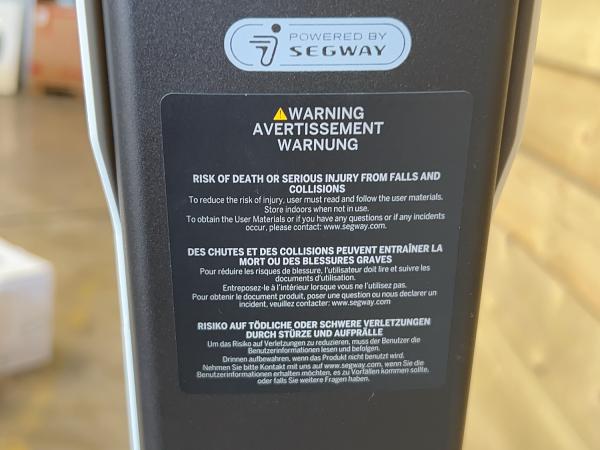 POWERED BY
SEGWAY
WARNING
AVERTISSEMENT
WARNUNG
RISK OF DEATH OR SERIOUS INJURY FROM FALLS AND
COLLISIONS
To reduce the risk of injury, user must read and follow the user materials.
Store indoors when not in use.
To obtain the User Materials or if you have any questions or if any incidents
occur, please contact: www.segway.com.
DES CHUTES ET DES COLLISIONS PEUVENT ENTRAÎNER LA
MORT OU DES BLESSURES GRAVES
Pour réduire les risques de blessure, l'utilisateur doit lire et suivre les
documents d'utilisation.
Entreposez-le à l'intérieur lorsque vous ne l'utilisez pas.
Pour obtenir le document produit, poser une question ou nous declarer un
incident, veuillez contacter: www.segway.com
RISIKO AUF TÖDLICHE ODER SCHWERE VERLETZUNGEN
DURCH STÜRZE UND AUFPRÄLLE
Um das Risiko auf Verletzungen zu reduzieren, muss der Benutzer die
Benutzerinformationen lesen und befolgen.
Drinnen aufbewahren, wenn das Produkt nicht benutzt wird.
Nehmen Sie bitte Kontakt mit uns auf www.segway.com, wenn Sie die
Benutzerinformationen erhalten möchten, es zu Vorfällen kommen sollte,
oder falls Sie weitere Fragen haben.